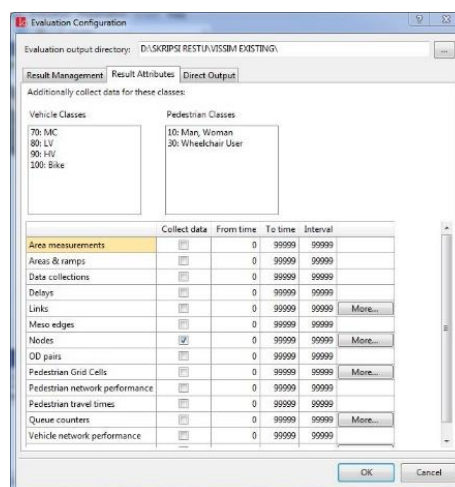 Evaluation Configuration
Evaluation output directory: D:\SKRIPSI RESTU\VISSIM EXISTING\
...
Result Management Result Attributes Direct Output
Additionally collect data for these classes:
Vehicle Classes Pedestrian Classes
70: MC 10: Man, Woman
80: LV 30: Wheelchair User
90: HV
100: Bike
Collect data From time To time Interval
Area measurements 0 99999 99999
Areas & ramps 0 99999 99999
Data collections 0 99999 99999
Delays 0 99999 99999
Links 0 99999 99999 More...
Meso edges 0 99999 99999
Nodes 0 99999 99999 More...
OD pairs 0 99999 99999
Pedestrian Grid Cells 0 99999 99999 More...
Pedestrian network performance 0 99999 99999
Pedestrian travel times 0 99999 99999
Queue counters 0 99999 99999 More...
Vehicle network performance 0 99999 99999
OK Cancel